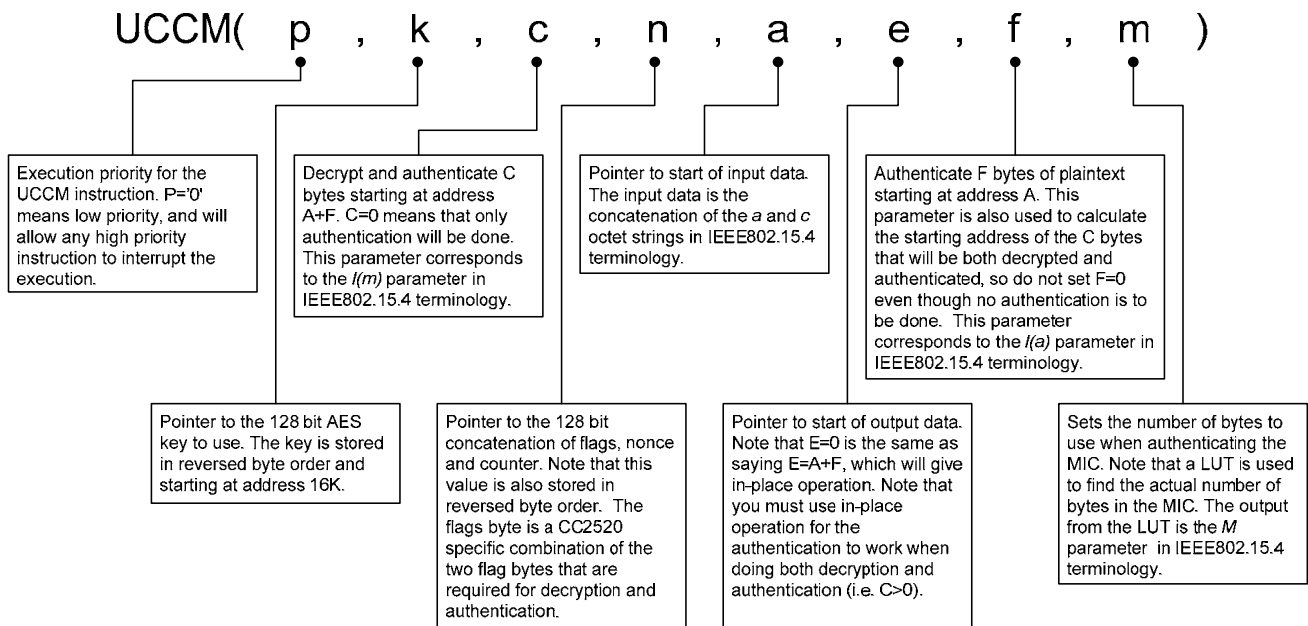 UCCM( p , k , c , n , a , e , f , m )
Execution priority for the
UCCM instruction. P='0'
means low priority, and will
allow any high priority
instruction to interrupt the
execution.
Decrypt and authenticate C
bytes starting at address
A+F. C=0 means that only
authentication will be done.
This parameter corresponds
to the l(m) parameter in
IEEE802.15.4 terminology.
Pointer to start of input data.
The input data is the
concatenation of the a and c
octet strings in IEEE802.15.4
terminology.
Authenticate F bytes of plaintext
starting at address A. This
parameter is also used to calculate
the starting address of the C bytes
that will be both decrypted and
authenticated, so do not set F=0
even though no authentication is to
be done. This parameter
corresponds to the l(a) parameter in
IEEE802.15.4 terminology.
Pointer to the 128 bit AES
key to use. The key is stored
in reversed byte order and
starting at address 16K.
Pointer to the 128 bit
concatenation of flags, nonce
and counter. Note that this
value is also stored in
reversed byte order. The
flags byte is a CC2520
specific combination of the
two flag bytes that are
required for decryption and
authentication.
Pointer to start of output data.
Note that E=0 is the same as
saying E=A+F, which will give
in-place operation. Note that
you must use in-place
operation for the
authentication to work when
doing both decryption and
authentication (i.e. C>0).
Sets the number of bytes to
use when authenticating the
MIC. Note that a LUT is used
to find the actual number of
bytes in the MIC. The output
from the LUT is the M
parameter in IEEE802.15.4
terminology.